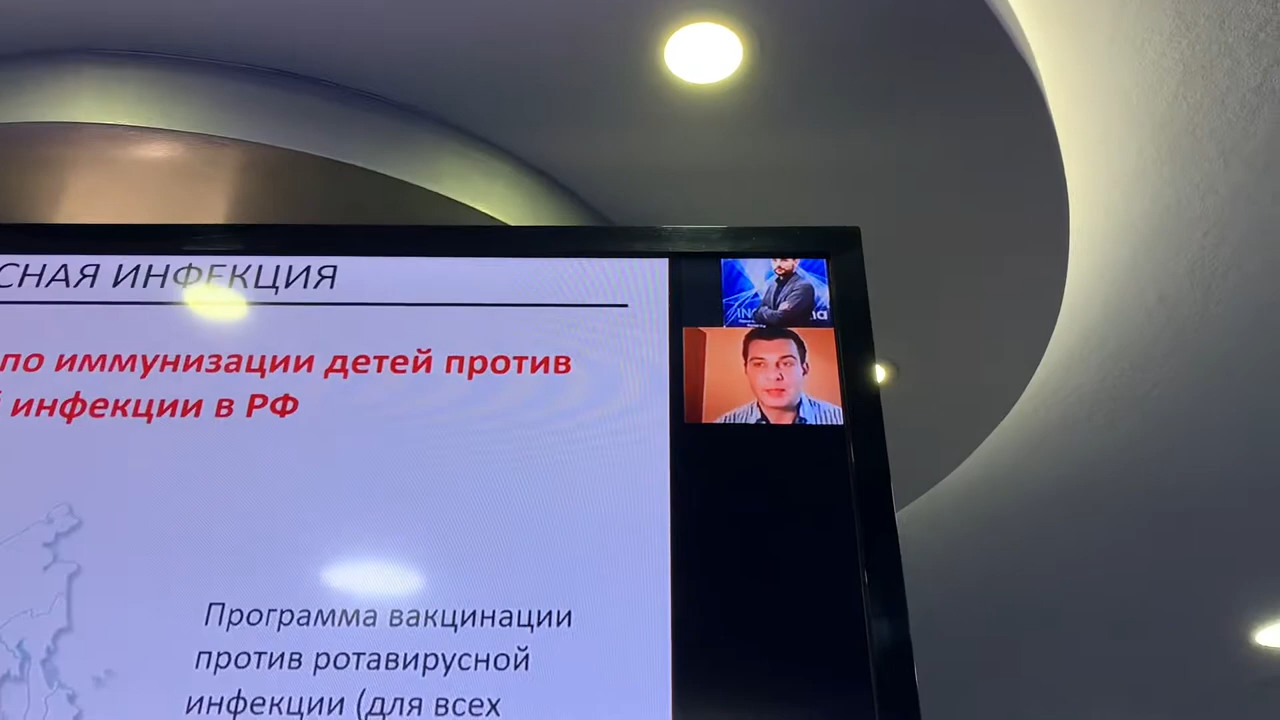 СНАЯ ИНФЕКЦИЯ
по иммунизации детей против
инфекции в РФ
Программа вакцинации
против ротавирусной
инфекции (для всех